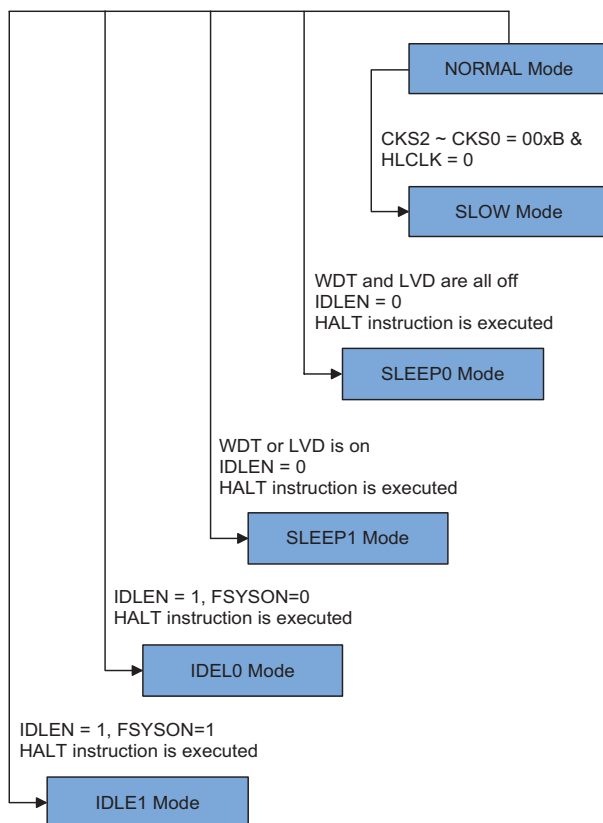 NORMAL Mode
CKS2 ~ CKS0 = 00xB &
HLCLK = 0
SLOW Mode
WDT and LVD are all off
IDLEN = 0
HALT instruction is executed
SLEEP0 Mode
WDT or LVD is on
IDLEN = 0
HALT instruction is executed
SLEEP1 Mode
IDLEN = 1, FSYSON=0
HALT instruction is executed
IDEL0 Mode
IDLEN = 1, FSYSON=1
HALT instruction is executed
IDLE1 Mode